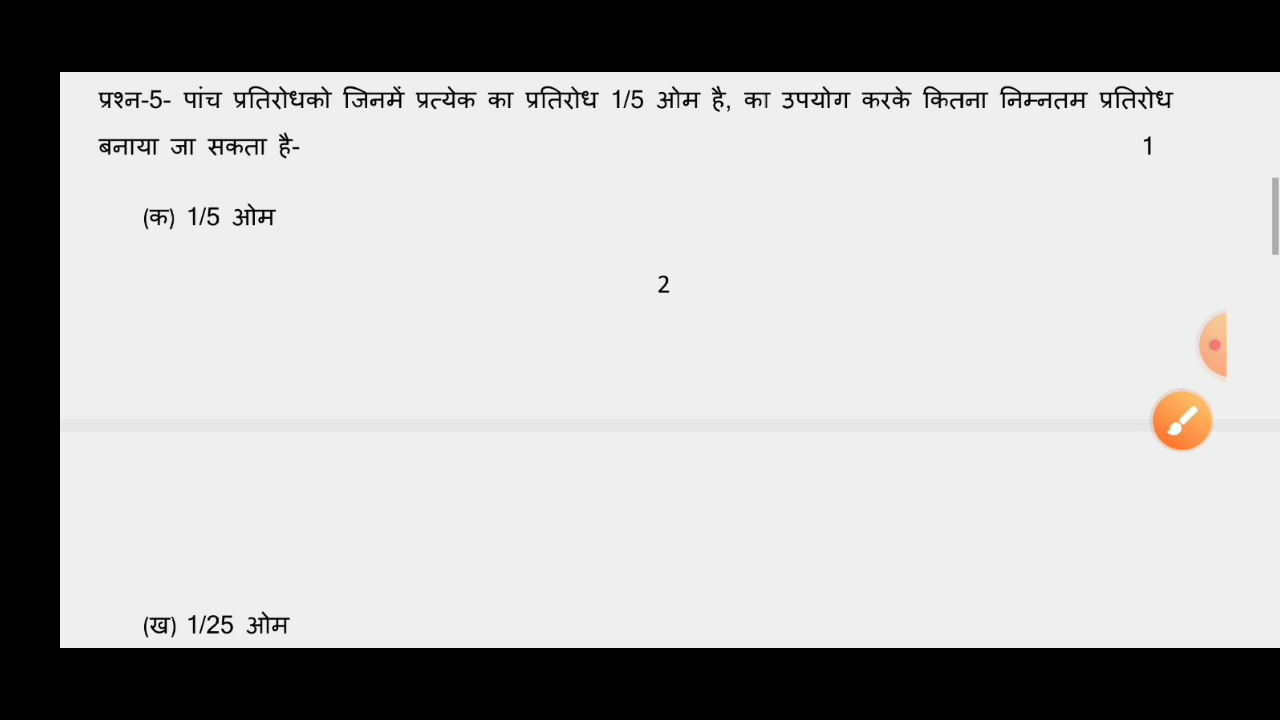 प्रश्न-5- पांच प्रतिरोधको जिनमें प्रत्येक का प्रतिरोध 1/5 ओम है, का उपयोग करके कितना निम्नतम प्रतिरोध
बनाया जा सकता है- 1
(क) 1/5 ओम
2
(ख) 1/25 ओम